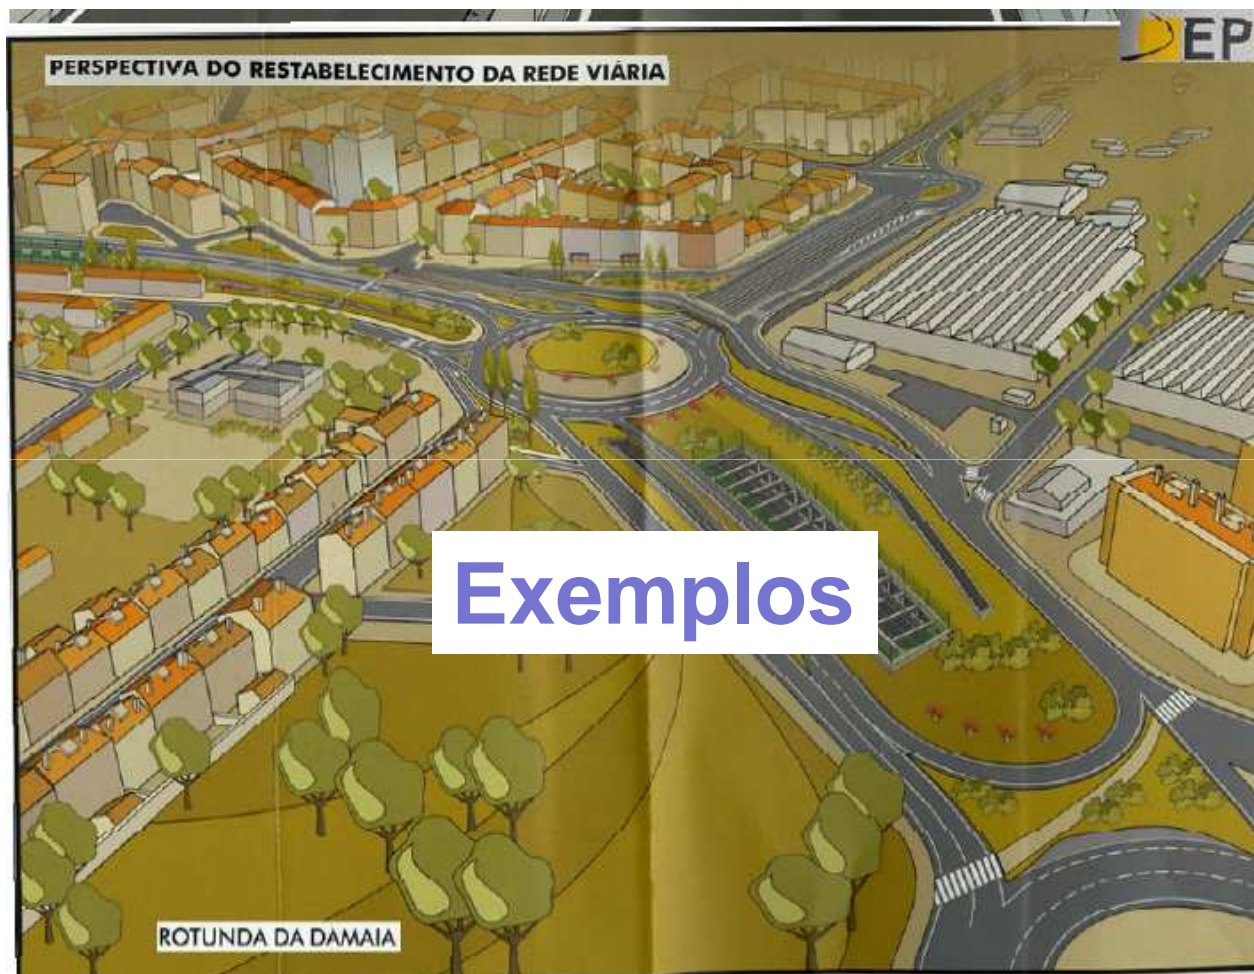 EP
PERSPECTIVA DO RESTABELECIMENTO DA REDE VIÁRIA
Exemplos
ROTUNDA DA DAMAIA